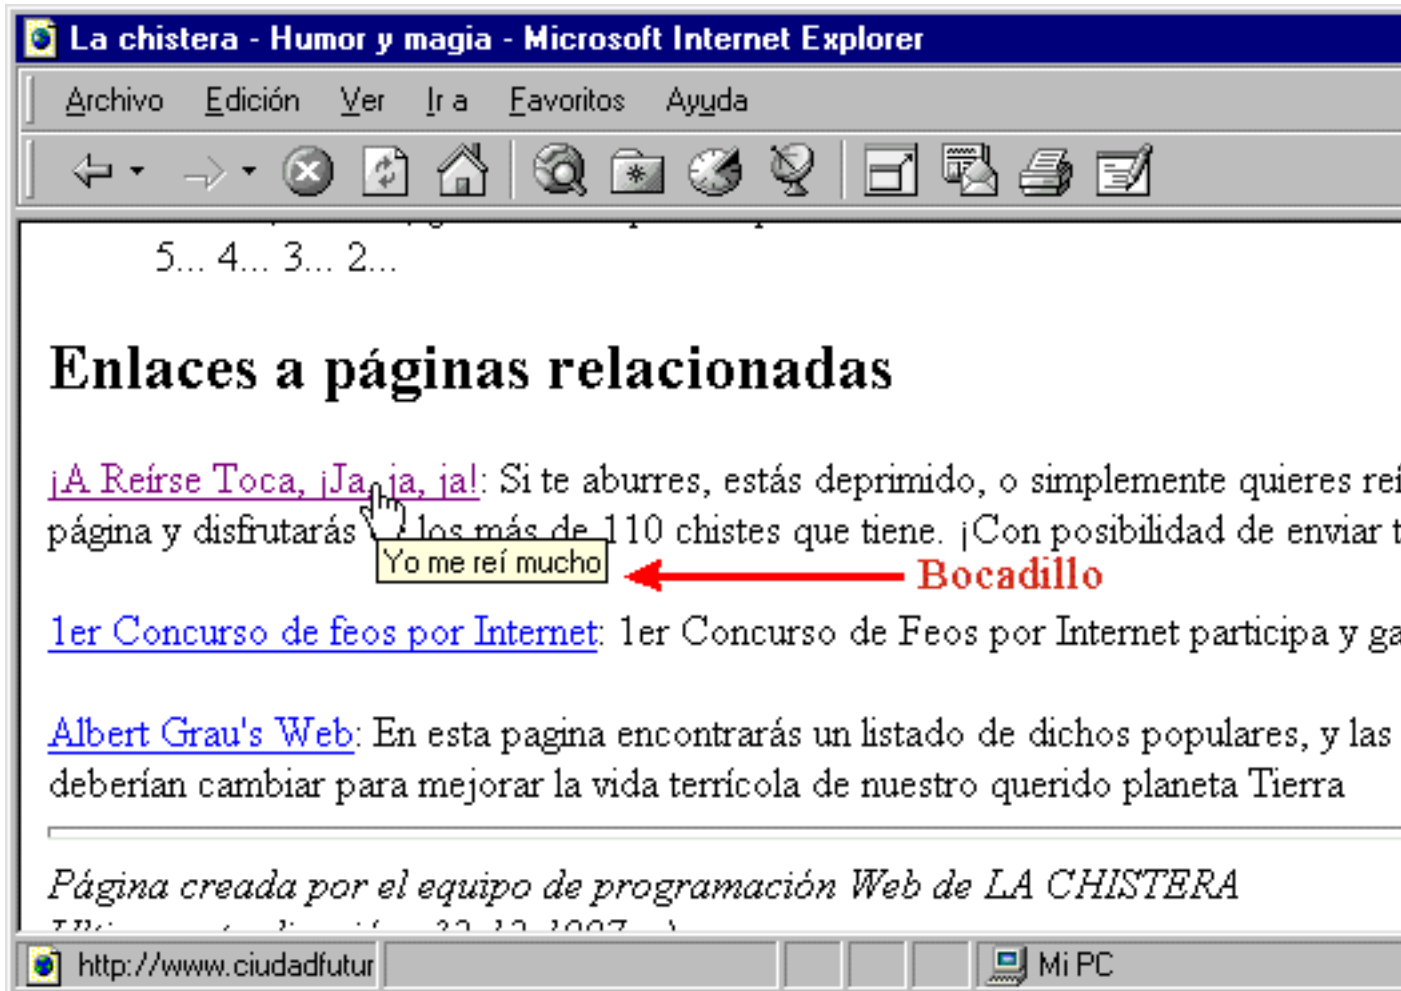 La chistera - Humor y magia - Microsoft Internet Explorer
Archivo Edición Ver Ir a Favoritos Ayuda
5... 4... 3... 2...
Enlaces a páginas relacionadas
¡A Reírse Toca, ¡Ja, ja, ja!: Si te aburres, estás deprimido, o simplemente quieres reí
página y disfrutarás los más de 110 chistes que tiene. ¡Con posibilidad de enviar t
Yo me reí mucho
Bocadillo
1er Concurso de feos por Internet: 1er Concurso de Feos por Internet participa y ga
Albert Grau's Web: En esta pagina encontrarás un listado de dichos populares, y las
deberían cambiar para mejorar la vida terrícola de nuestro querido planeta Tierra
Página creada por el equipo de programación Web de LA CHISTERA
http://www.ciudadfutur
Mi PC